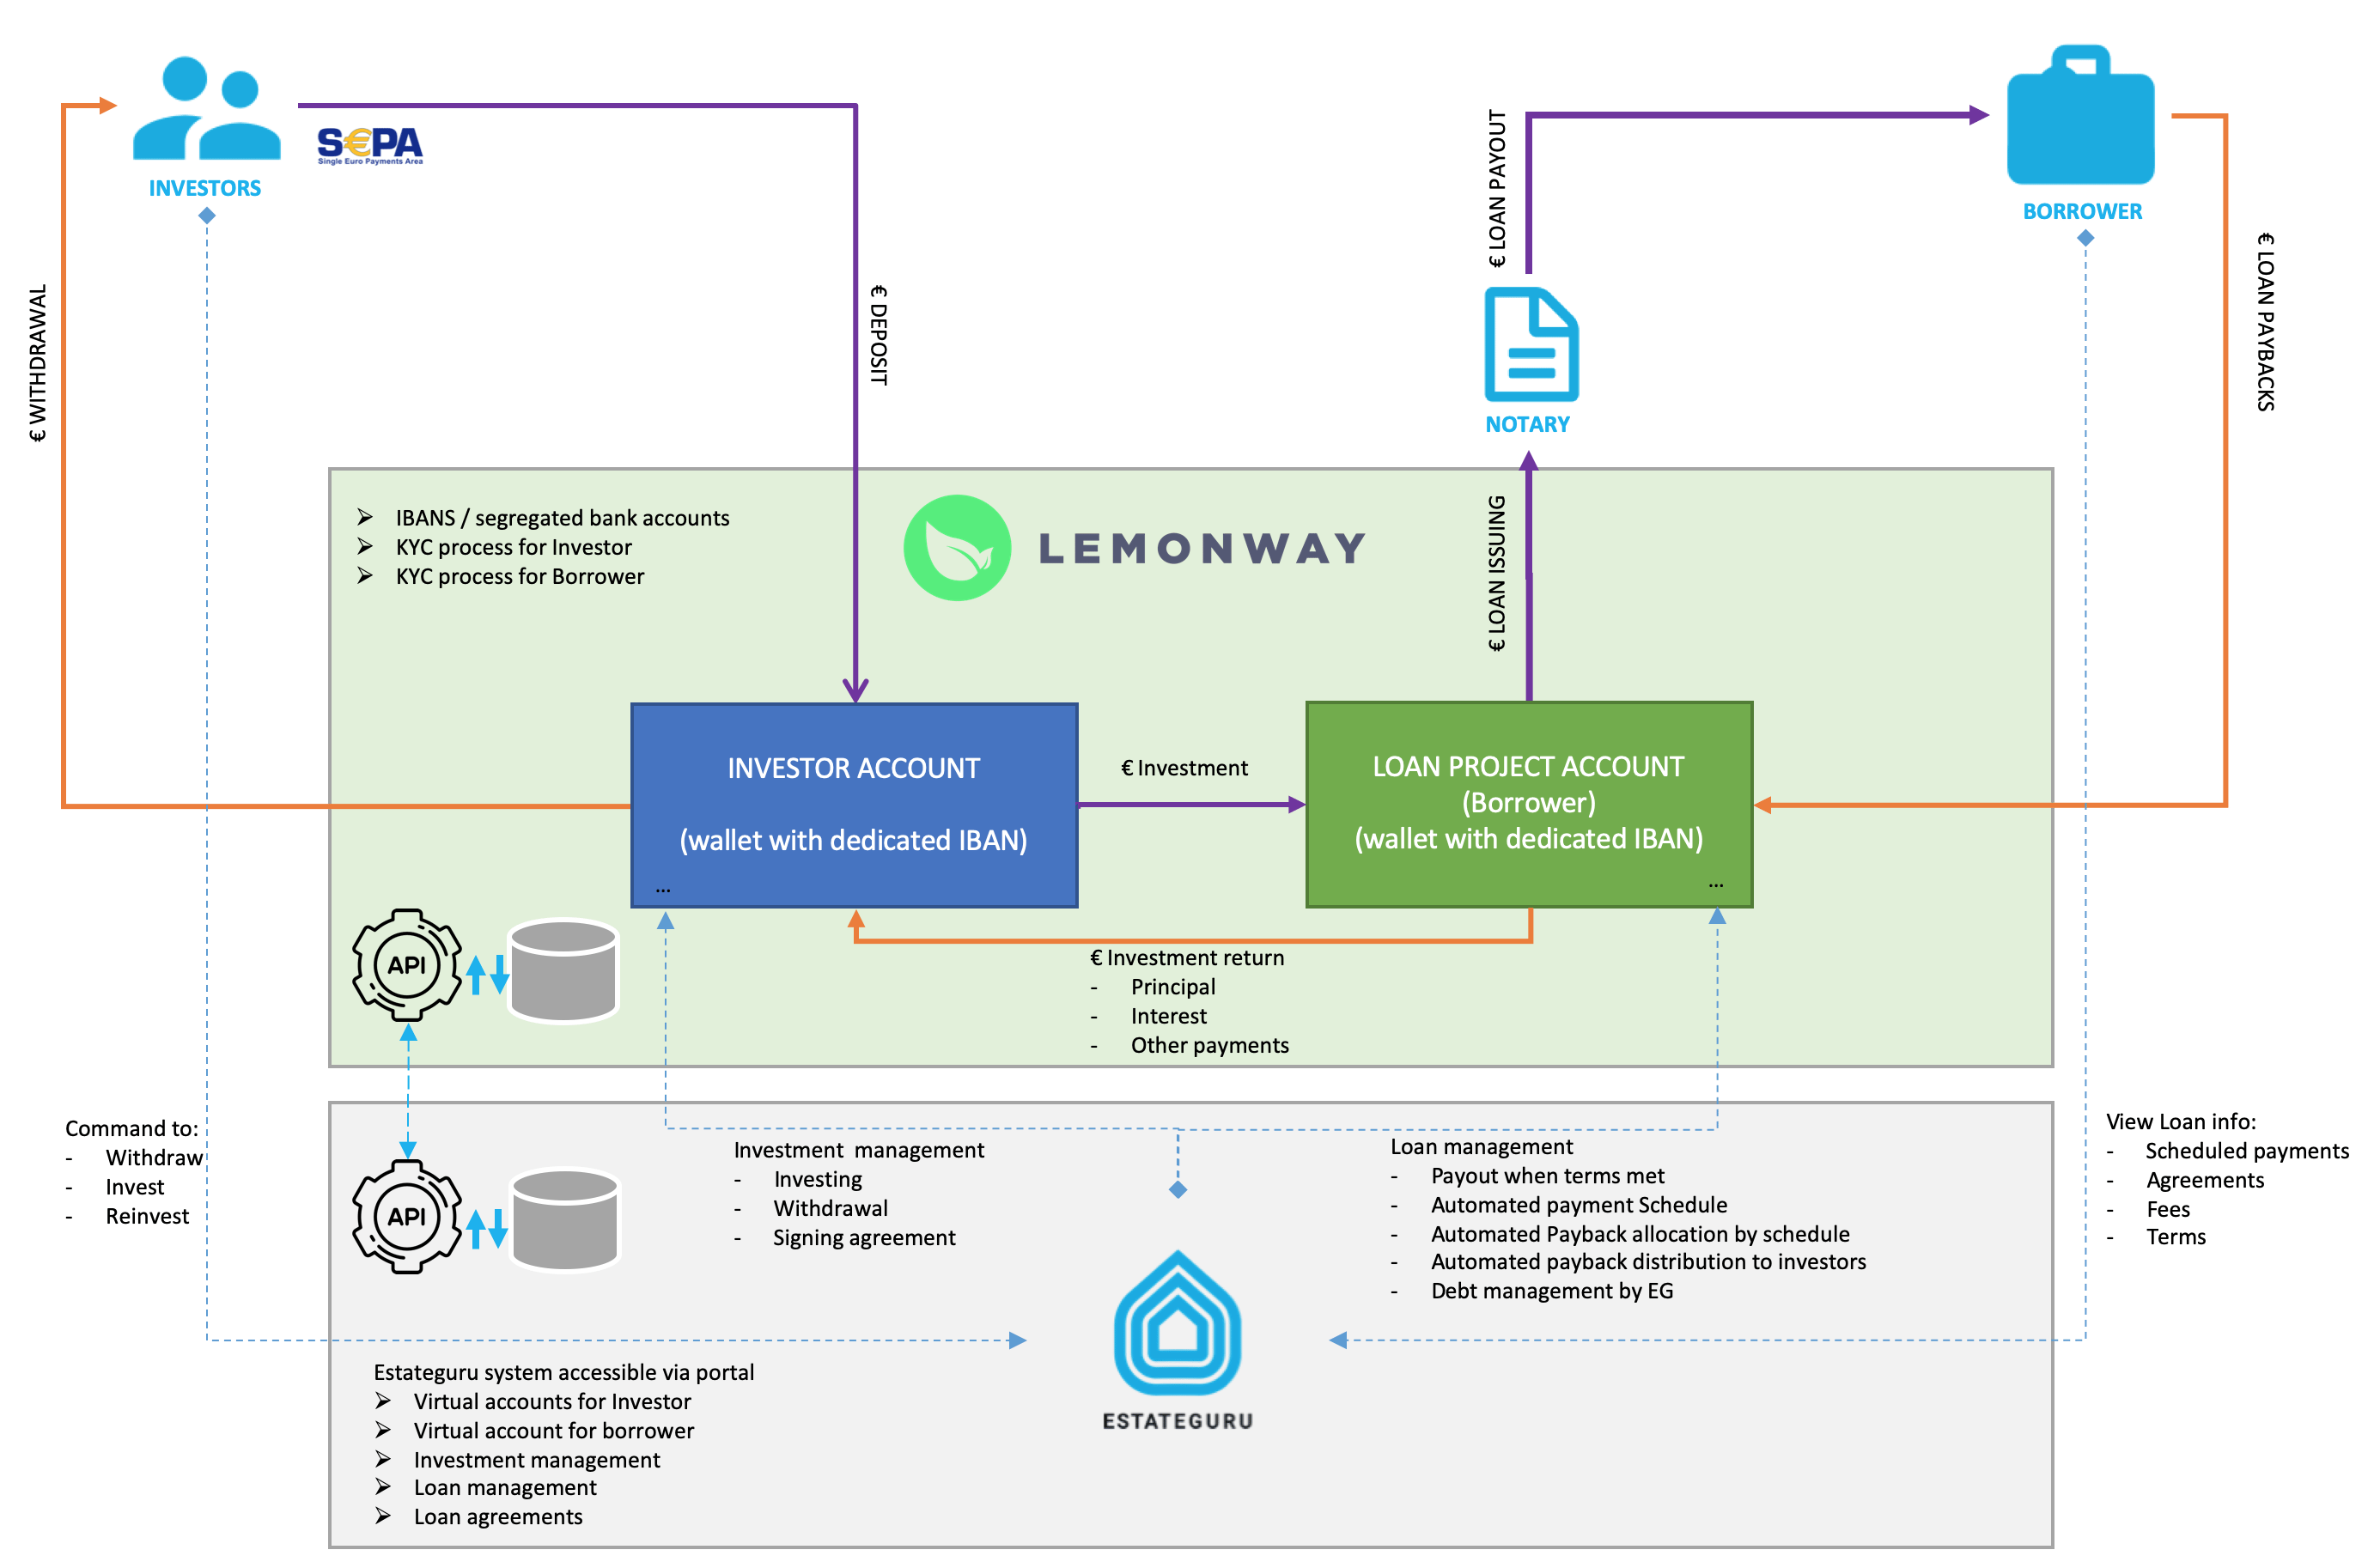 S€PA
Single Euro Payments Area
INVESTORS
BORROWER
€ WITHDRAWAL
€ DEPOSIT
€ LOAN PAYOUT
€ LOAN PAYBACKS
NOTARY
➢ IBANS / segregated bank accounts
➢ KYC process for Investor
➢ KYC process for Borrower
LEMONWAY
€ LOAN ISSUING
INVESTOR ACCOUNT
(wallet with dedicated IBAN)
...
€ Investment
LOAN PROJECT ACCOUNT
(Borrower)
(wallet with dedicated IBAN)
...
API
€ Investment return
- Principal
- Interest
- Other payments
Command to:
- Withdraw
- Invest
- Reinvest
API
Investment management
- Investing
- Withdrawal
- Signing agreement
Loan management
- Payout when terms met
- Automated payment Schedule
- Automated Payback allocation by schedule
- Automated payback distribution to investors
- Debt management by EG
View Loan info:
- Scheduled payments
- Agreements
- Fees
- Terms
Estateguru system accessible via portal
➢ Virtual accounts for Investor
➢ Virtual account for borrower
➢ Investment management
➢ Loan management
➢ Loan agreements
ESTATEGURU